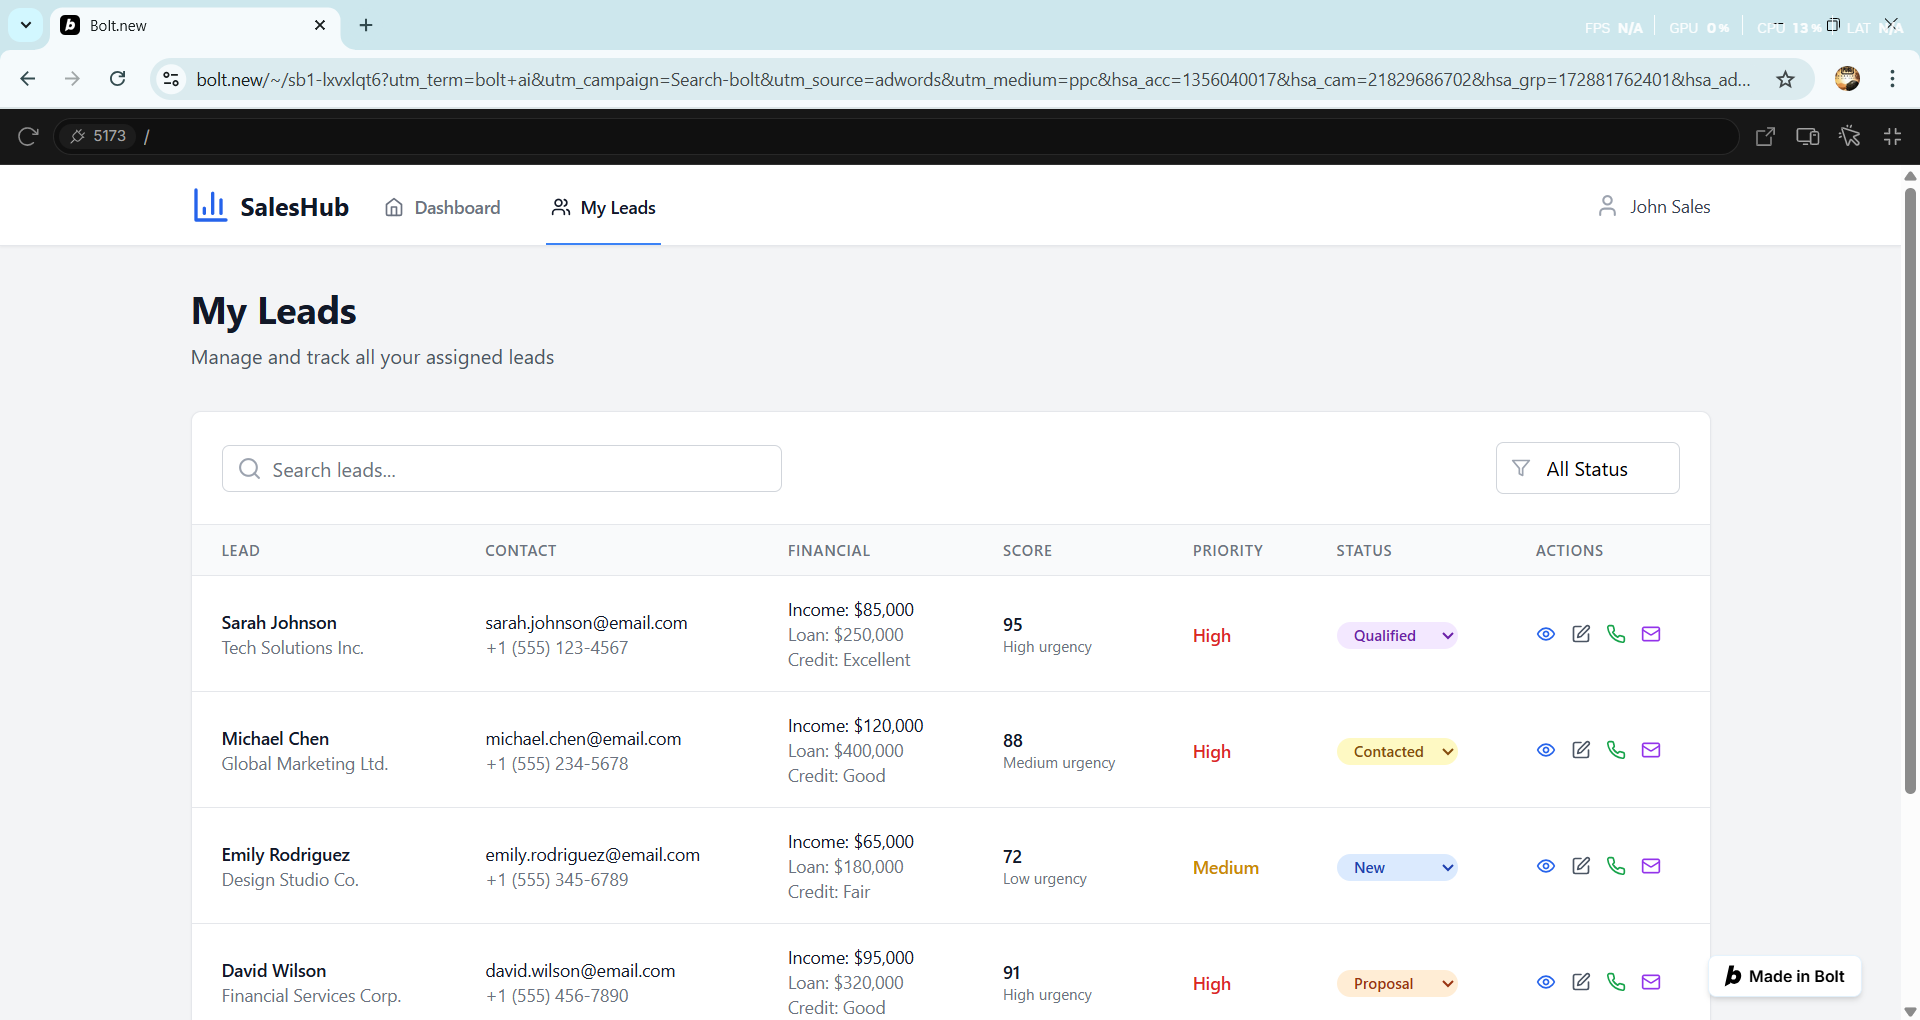 Bolt.new
FPS N/A GPU 0% CPU 13% LAT N/A
bolt.new/~/sb1-lxvxlqt6?utm_term=bolt+ai&utm_campaign=Search-bolt&utm_source=adwords&utm_medium=ppc&hsa_acc=1356040017&hsa_cam=21829686702&hsa_grp=172881762401&hsa_ad...
5173 /
SalesHub Dashboard My Leads John Sales
My Leads
Manage and track all your assigned leads
Search leads... All Status
LEAD CONTACT FINANCIAL SCORE PRIORITY STATUS ACTIONS
Income: $85,000
Sarah Johnson sarah.johnson@email.com 95
Loan: $250,000 High Qualified
Tech Solutions Inc. +1 (555) 123-4567 High urgency
Credit: Excellent
Income: $120,000
Michael Chen michael.chen@email.com 88
Loan: $400,000 High Contacted
Global Marketing Ltd. +1 (555) 234-5678 Medium urgency
Credit: Good
Income: $65,000
Emily Rodriguez emily.rodriguez@email.com 72
Loan: $180,000 Medium New
Design Studio Co. +1 (555) 345-6789 Low urgency
Credit: Fair
Income: $95,000
David Wilson david.wilson@email.com 91
Loan: $320,000 High Proposal
Financial Services Corp. +1 (555) 456-7890 High urgency
Credit: Good
b Made in Bolt